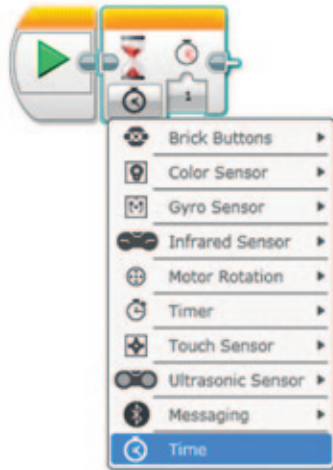 1
Brick Buttons
Color Sensor
Gyro Sensor
Infrared Sensor
Motor Rotation
Timer
Touch Sensor
Ultrasonic Sensor
Messaging
Time